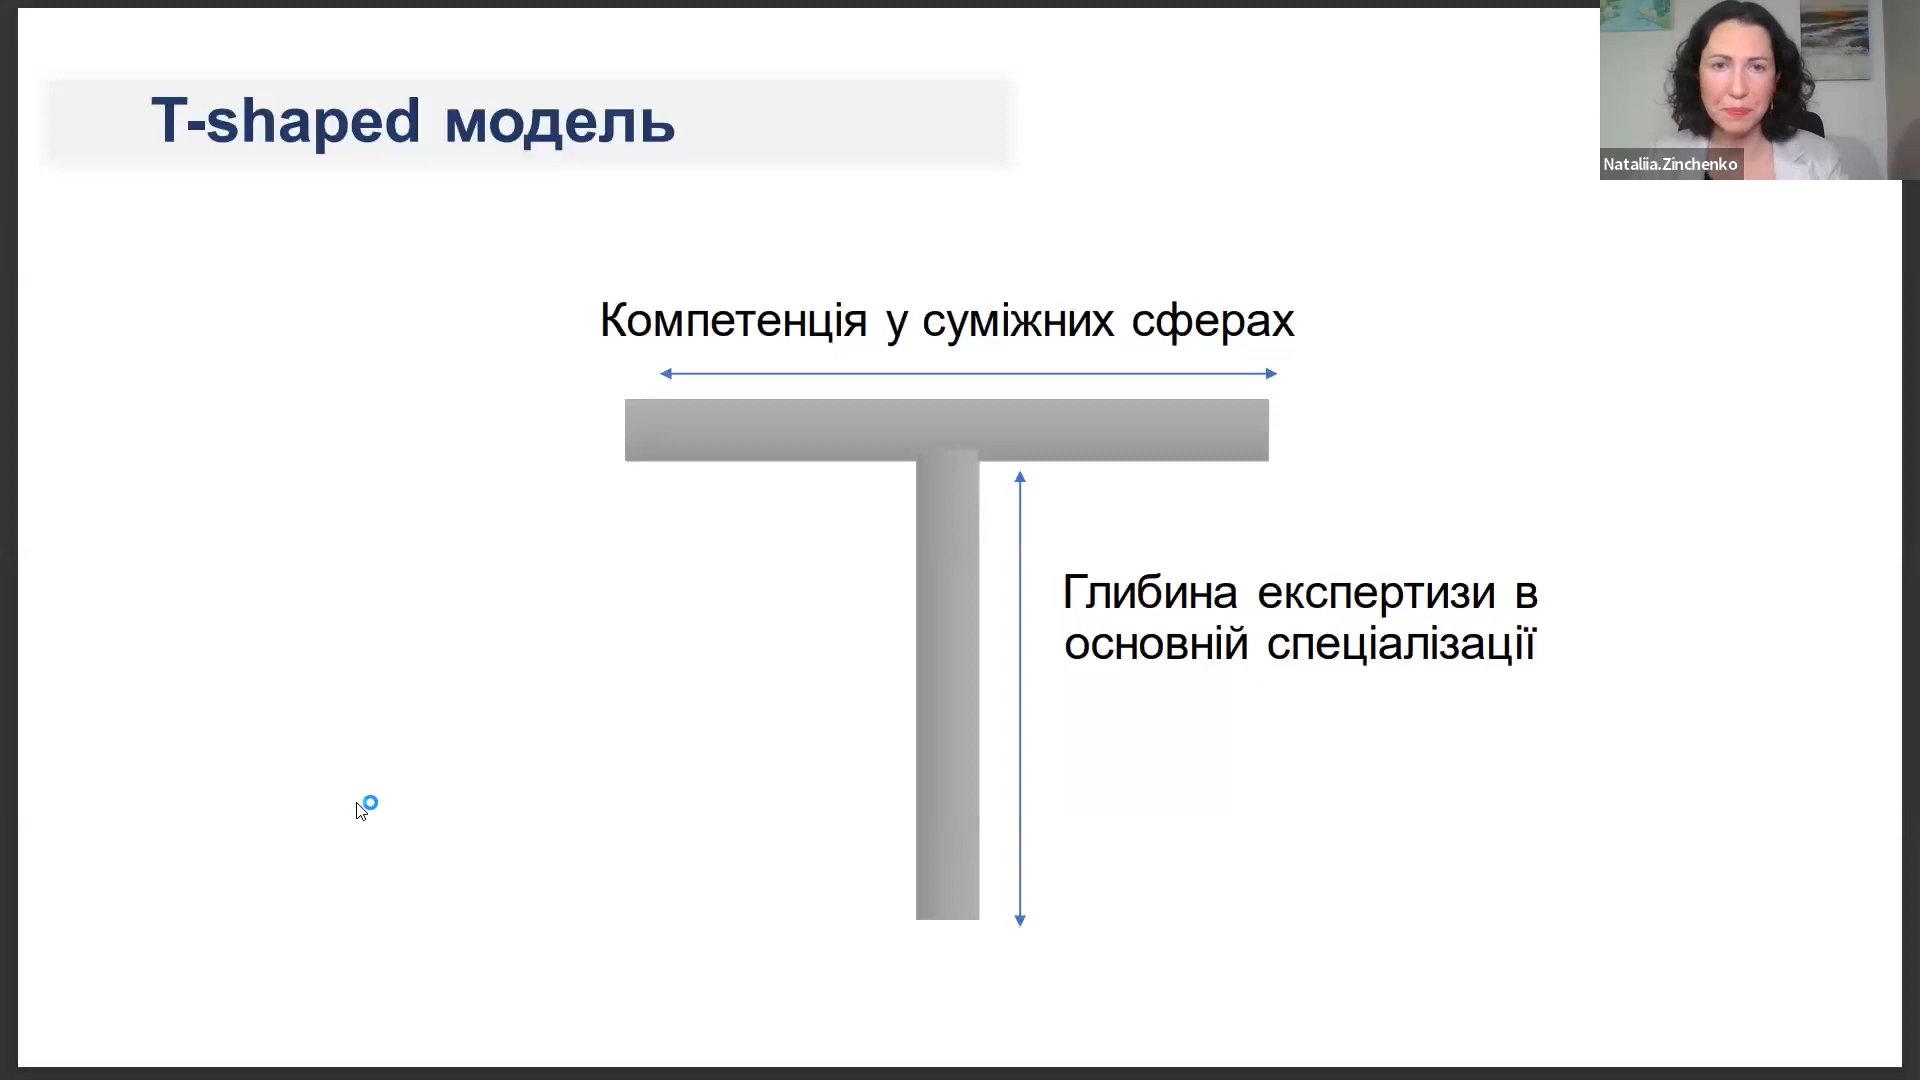 T-shaped модель
Nataliia.Zinchenko
Компетенція у суміжних сферах
Глибина експертизи в
основній спеціалізації